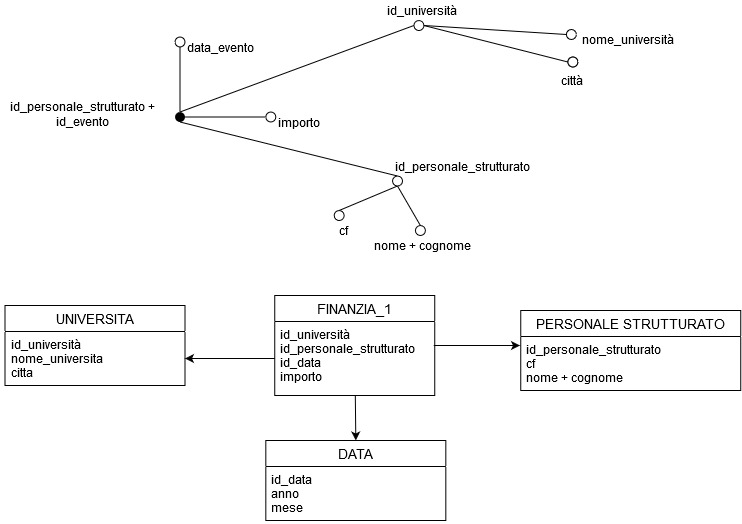 id_università
data_evento
nome_università
città
id_personale_strutturato +
id_evento
importo
id_personale_strutturato
cf
nome + cognome
UNIVERSITA
id_università
nome_universita
citta
FINANZIA_1
id_università
id_personale_strutturato
id_data
importo
PERSONALE STRUTTURATO
id_personale_strutturato
cf
nome + cognome
DATA
id_data
anno
mese